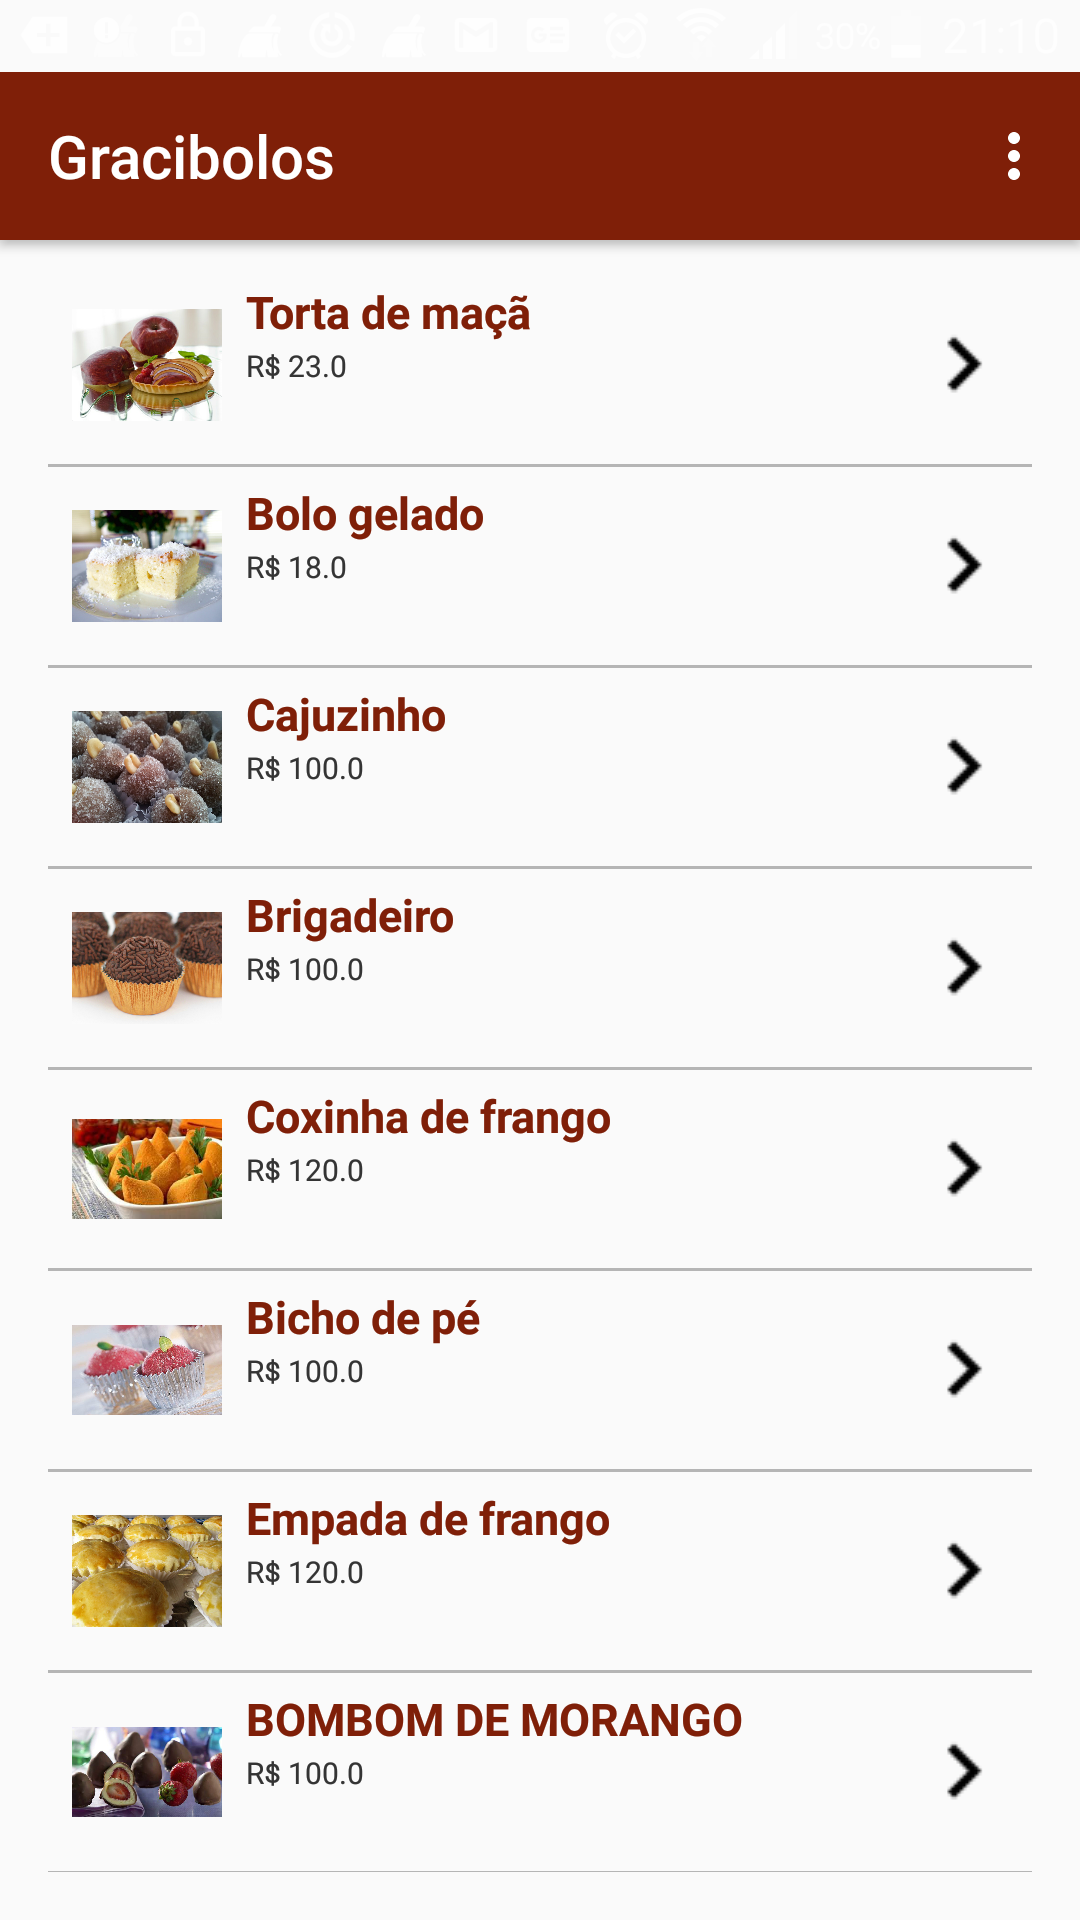 30% 21:10
Gracibolos
Torta de maçã
R$ 23.0
Bolo gelado
R$ 18.0
Cajuzinho
R$ 100.0
Brigadeiro
R$ 100.0
Coxinha de frango
R$ 120.0
Bicho de pé
R$ 100.0
Empada de frango
R$ 120.0
BOMBOM DE MORANGO
R$ 100.0